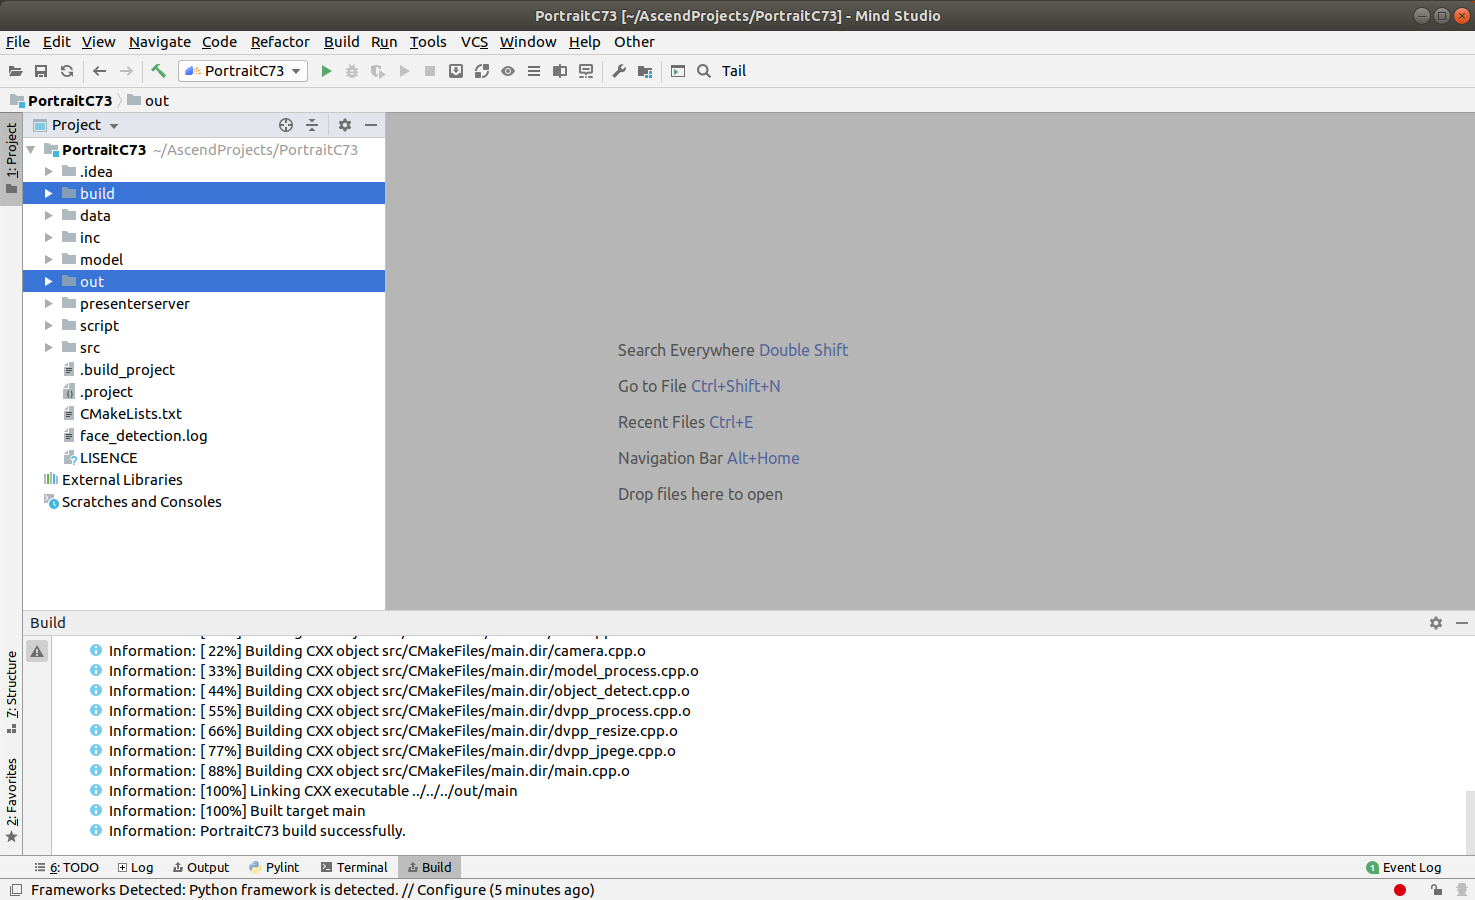 PortraitC73 [~/AscendProjects/PortraitC73] - Mind Studio
File Edit View Navigate Code Refactor Build Run Tools VCS Window Help Other
PortraitC73 Tail
PortraitC73 out
1: Project
Project
PortraitC73 ~/AscendProjects/PortraitC73
.idea
build
data
inc
model
out
presenterserver
script
src
.build_project
.project
CMakeLists.txt
face_detection.log
LISENCE
External Libraries
Scratches and Consoles
Search Everywhere Double Shift
Go to File Ctrl+Shift+N
Recent Files Ctrl+E
Navigation Bar Alt+Home
Drop files here to open
7: Structure
2: Favorites
Build
Information: [ 22%] Building CXX object src/CMakeFiles/main.dir/camera.cpp.o
Information: [ 33%] Building CXX object src/CMakeFiles/main.dir/model_process.cpp.o
Information: [ 44%] Building CXX object src/CMakeFiles/main.dir/object_detect.cpp.o
Information: [ 55%] Building CXX object src/CMakeFiles/main.dir/dvpp_process.cpp.o
Information: [ 66%] Building CXX object src/CMakeFiles/main.dir/dvpp_resize.cpp.o
Information: [ 77%] Building CXX object src/CMakeFiles/main.dir/dvpp_jpege.cpp.o
Information: [ 88%] Building CXX object src/CMakeFiles/main.dir/main.cpp.o
Information: [100%] Linking CXX executable ../../../out/main
Information: [100%] Built target main
Information: PortraitC73 build successfully.
6: TODO Log Output Pylint Terminal Build 1 Event Log
Frameworks Detected: Python framework is detected. // Configure (5 minutes ago)